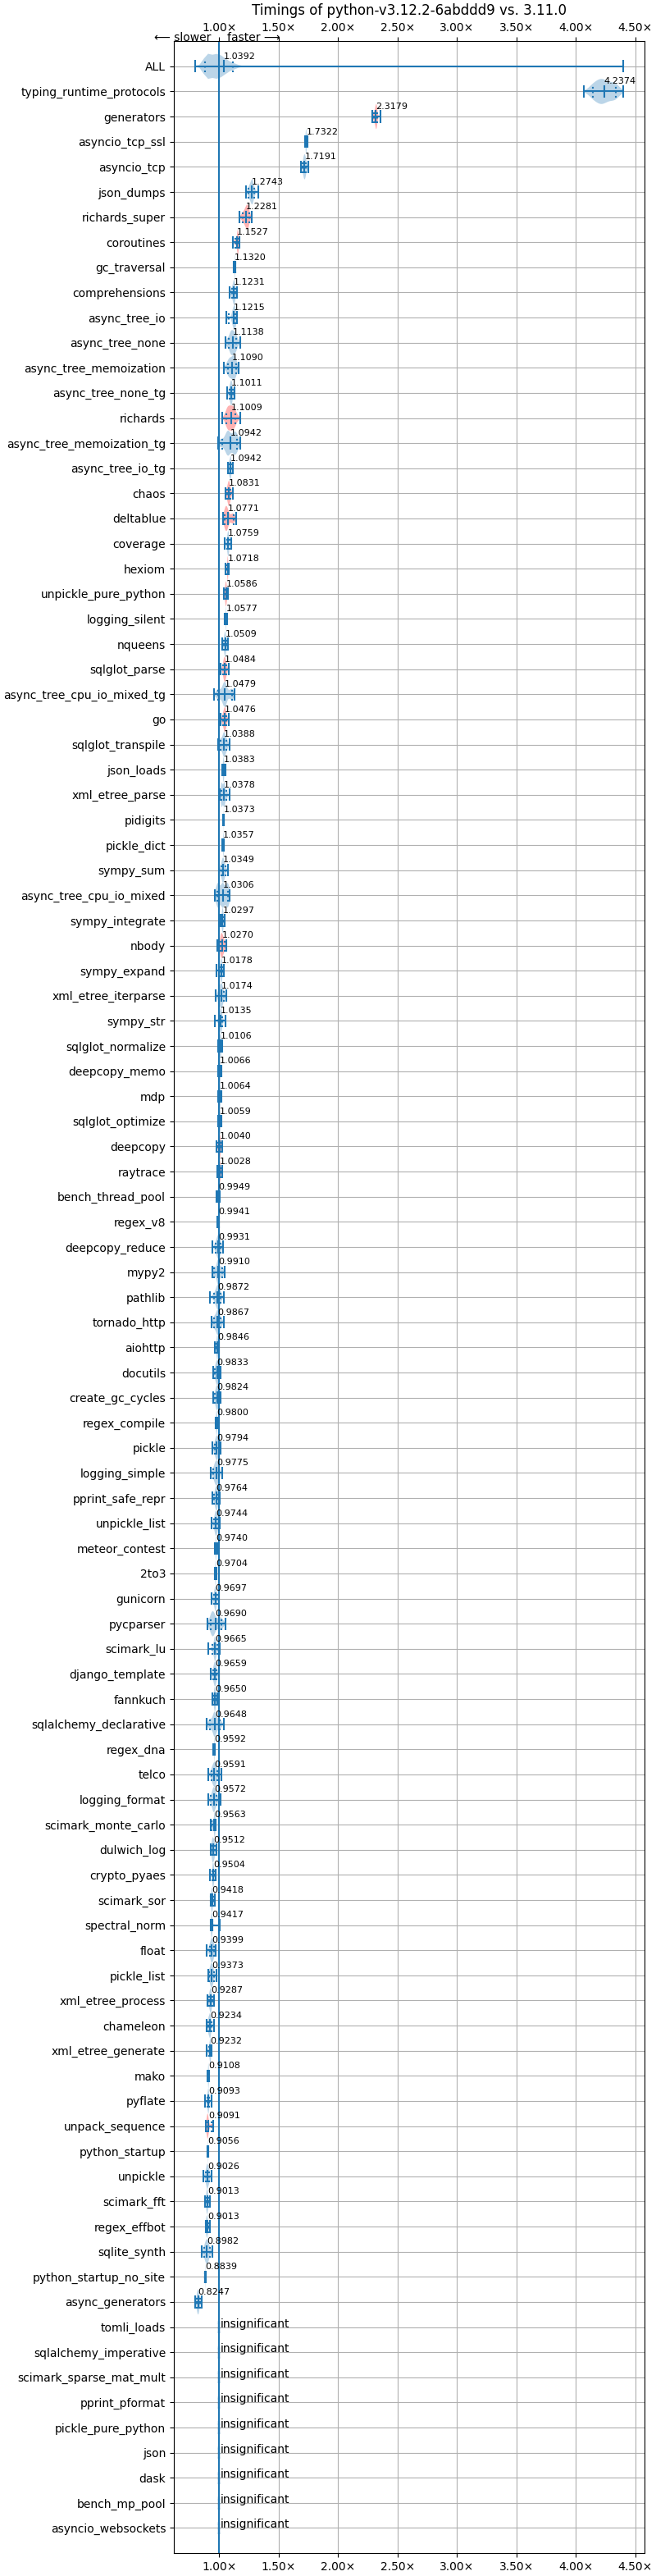 Timings of python-v3.12.2-6abddd9 vs. 3.11.0
1.00× 1.50× 2.00× 2.50× 3.00× 3.50× 4.00× 4.50×
⟵ slower faster ⟶
ALL 1.0392
typing_runtime_protocols 4.2374
generators 2.3179
asyncio_tcp_ssl 1.7322
asyncio_tcp 1.7191
json_dumps 1.2743
richards_super 1.2281
coroutines 1.1527
gc_traversal 1.1320
comprehensions 1.1231
async_tree_io 1.1215
async_tree_none 1.1138
async_tree_memoization 1.1090
async_tree_none_tg 1.1011
richards 1.1009
async_tree_memoization_tg 1.0942
async_tree_io_tg 1.0942
chaos 1.0831
deltablue 1.0771
coverage 1.0759
hexiom 1.0718
unpickle_pure_python 1.0586
logging_silent 1.0577
nqueens 1.0509
sqlglot_parse 1.0484
async_tree_cpu_io_mixed_tg 1.0479
go 1.0476
sqlglot_transpile 1.0388
json_loads 1.0383
xml_etree_parse 1.0378
pidigits 1.0373
pickle_dict 1.0357
sympy_sum 1.0349
async_tree_cpu_io_mixed 1.0306
sympy_integrate 1.0297
nbody 1.0270
sympy_expand 1.0178
xml_etree_iterparse 1.0174
sympy_str 1.0135
sqlglot_normalize 1.0106
deepcopy_memo 1.0066
mdp 1.0064
sqlglot_optimize 1.0059
deepcopy 1.0040
raytrace 1.0028
bench_thread_pool 0.9949
regex_v8 0.9941
deepcopy_reduce 0.9931
mypy2 0.9910
pathlib 0.9872
tornado_http 0.9867
aiohttp 0.9846
docutils 0.9833
create_gc_cycles 0.9824
regex_compile 0.9800
pickle 0.9794
logging_simple 0.9775
pprint_safe_repr 0.9764
unpickle_list 0.9744
meteor_contest 0.9740
2to3 0.9704
gunicorn 0.9697
pycparser 0.9690
scimark_lu 0.9665
django_template 0.9659
fannkuch 0.9650
sqlalchemy_declarative 0.9648
regex_dna 0.9592
telco 0.9591
logging_format 0.9572
scimark_monte_carlo 0.9563
dulwich_log 0.9512
crypto_pyaes 0.9504
scimark_sor 0.9418
spectral_norm 0.9417
float 0.9399
pickle_list 0.9373
xml_etree_process 0.9287
chameleon 0.9234
xml_etree_generate 0.9232
mako 0.9108
pyflate 0.9093
unpack_sequence 0.9091
python_startup 0.9056
unpickle 0.9026
scimark_fft 0.9013
regex_effbot 0.9013
sqlite_synth 0.8982
python_startup_no_site 0.8839
async_generators 0.8247
tomli_loads insignificant
sqlalchemy_imperative insignificant
scimark_sparse_mat_mult insignificant
pprint_pformat insignificant
pickle_pure_python insignificant
json insignificant
dask insignificant
bench_mp_pool insignificant
asyncio_websockets insignificant
1.00× 1.50× 2.00× 2.50× 3.00× 3.50× 4.00× 4.50×